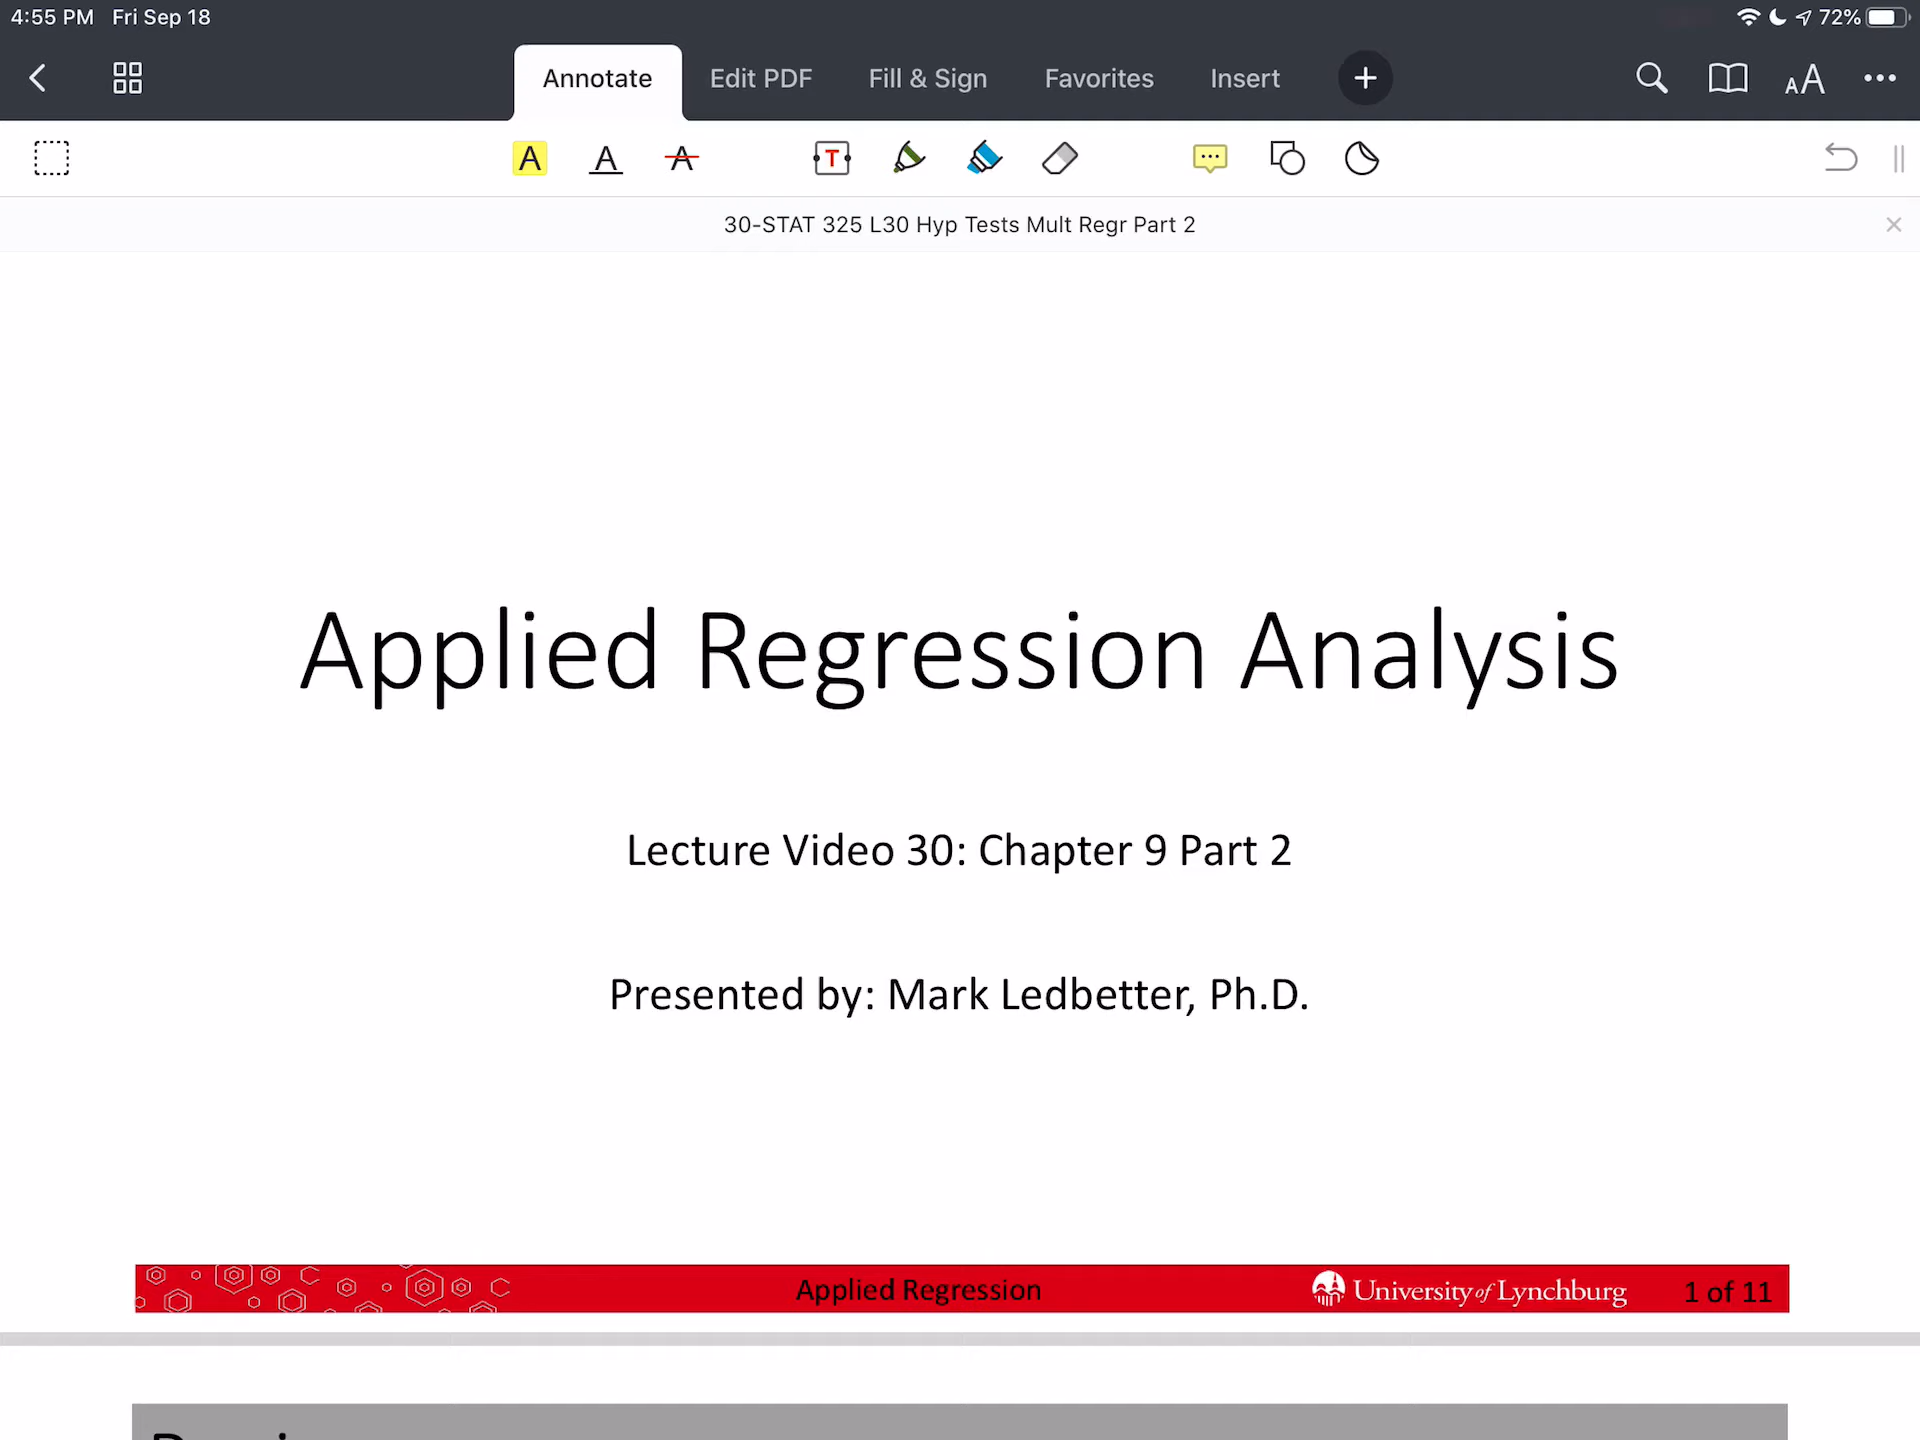 4:55 PM Fri Sep 18
72%
Annotate Edit PDF Fill & Sign Favorites Insert
AA
A A A T
30-STAT 325 L30 Hyp Tests Mult Regr Part 2
Applied Regression Analysis
Lecture Video 30: Chapter 9 Part 2
Presented by: Mark Ledbetter, Ph.D.
Applied Regression University of Lynchburg 1 of 11